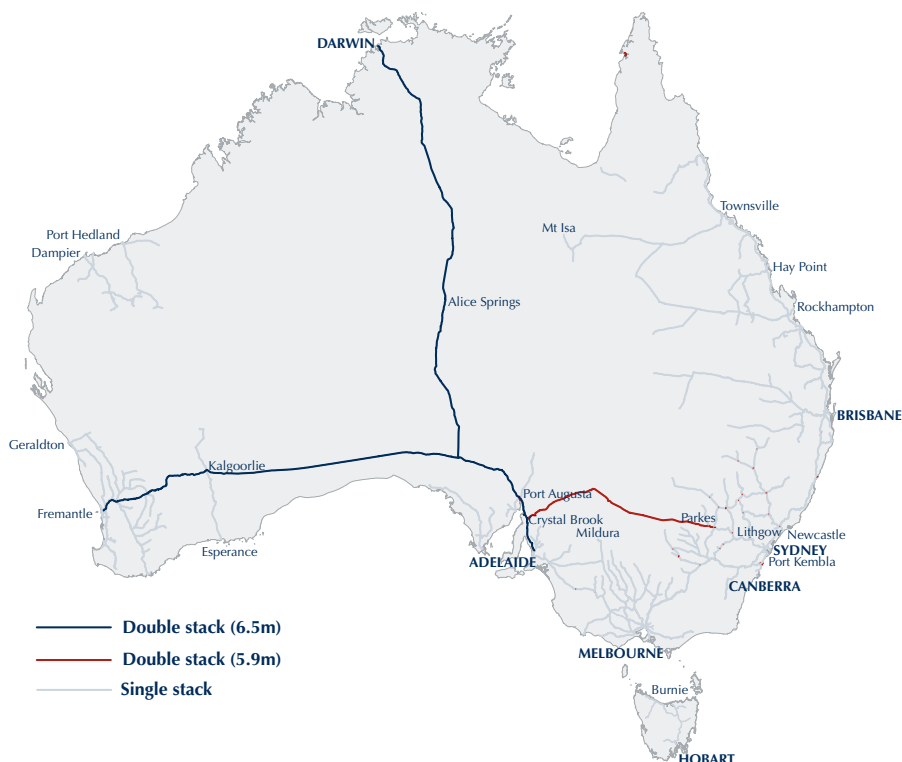 DARWIN
Townsville
Mt Isa
Port Hedland
Dampier
Hay Point
Alice Springs
Rockhampton
BRISBANE
Geraldton
Kalgoorlie
Port Augusta
Fremantle
Crystal Brook
Parkes
Mildura
Lithgow
Newcastle
Esperance
SYDNEY
ADELAIDE
Port Kembla
CANBERRA
Double stack (6.5m)
MELBOURNE
Double stack (5.9m)
Single stack
Burnie
HOBART